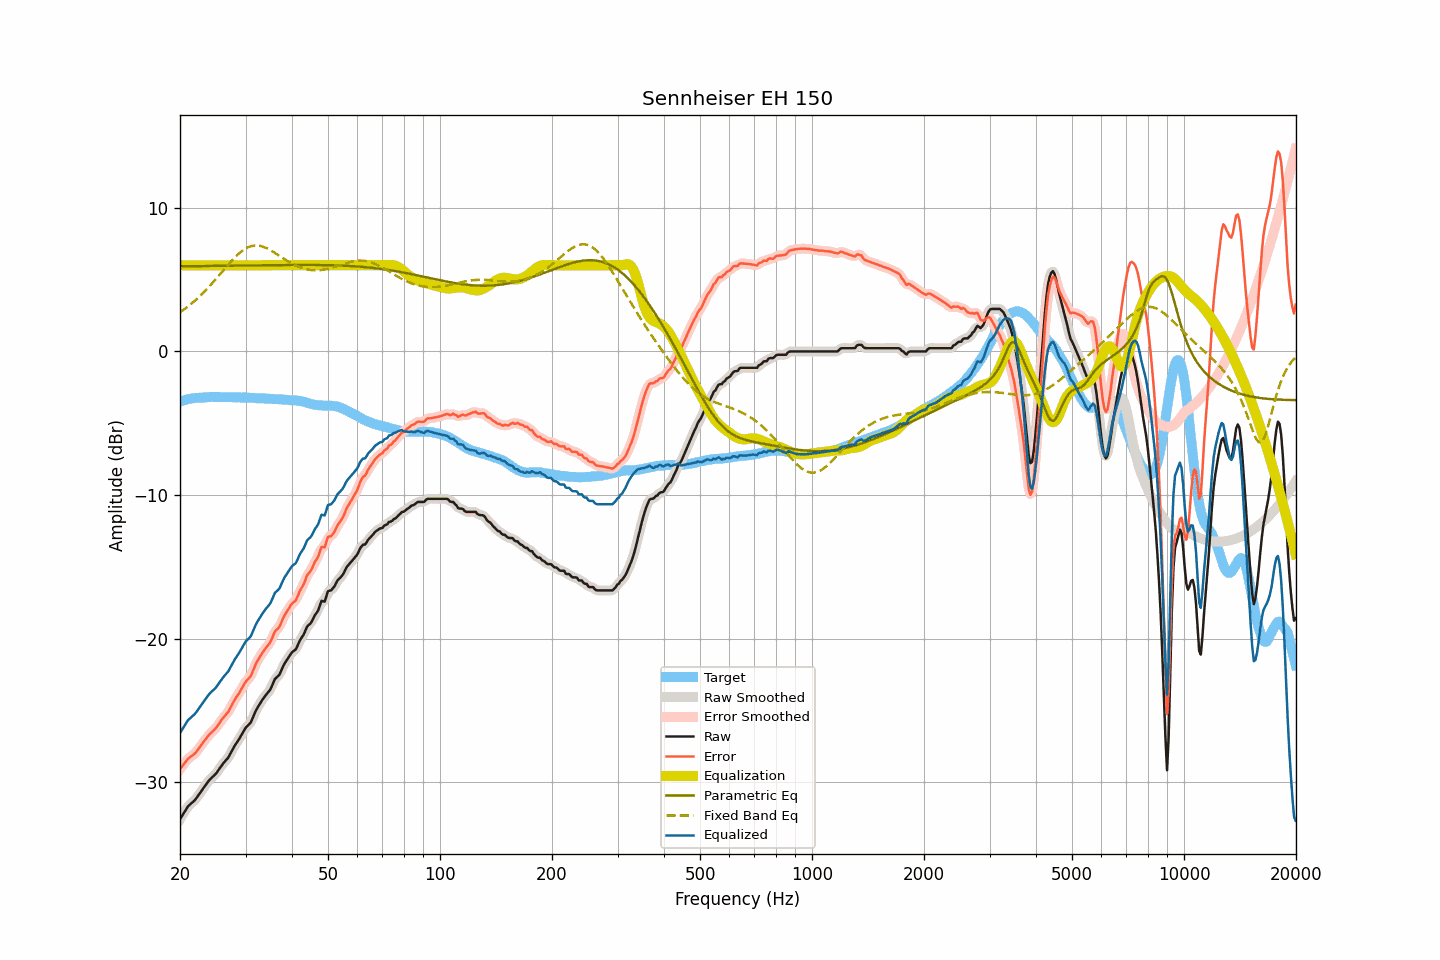 Sennheiser EH 150
Amplitude (dBr)
10
0
−10
−20
−30
Target
Raw Smoothed
Error Smoothed
Raw
Error
Equalization
Parametric Eq
Fixed Band Eq
Equalized
20 50 100 200 500 1000 2000 5000 10000 20000
Frequency (Hz)